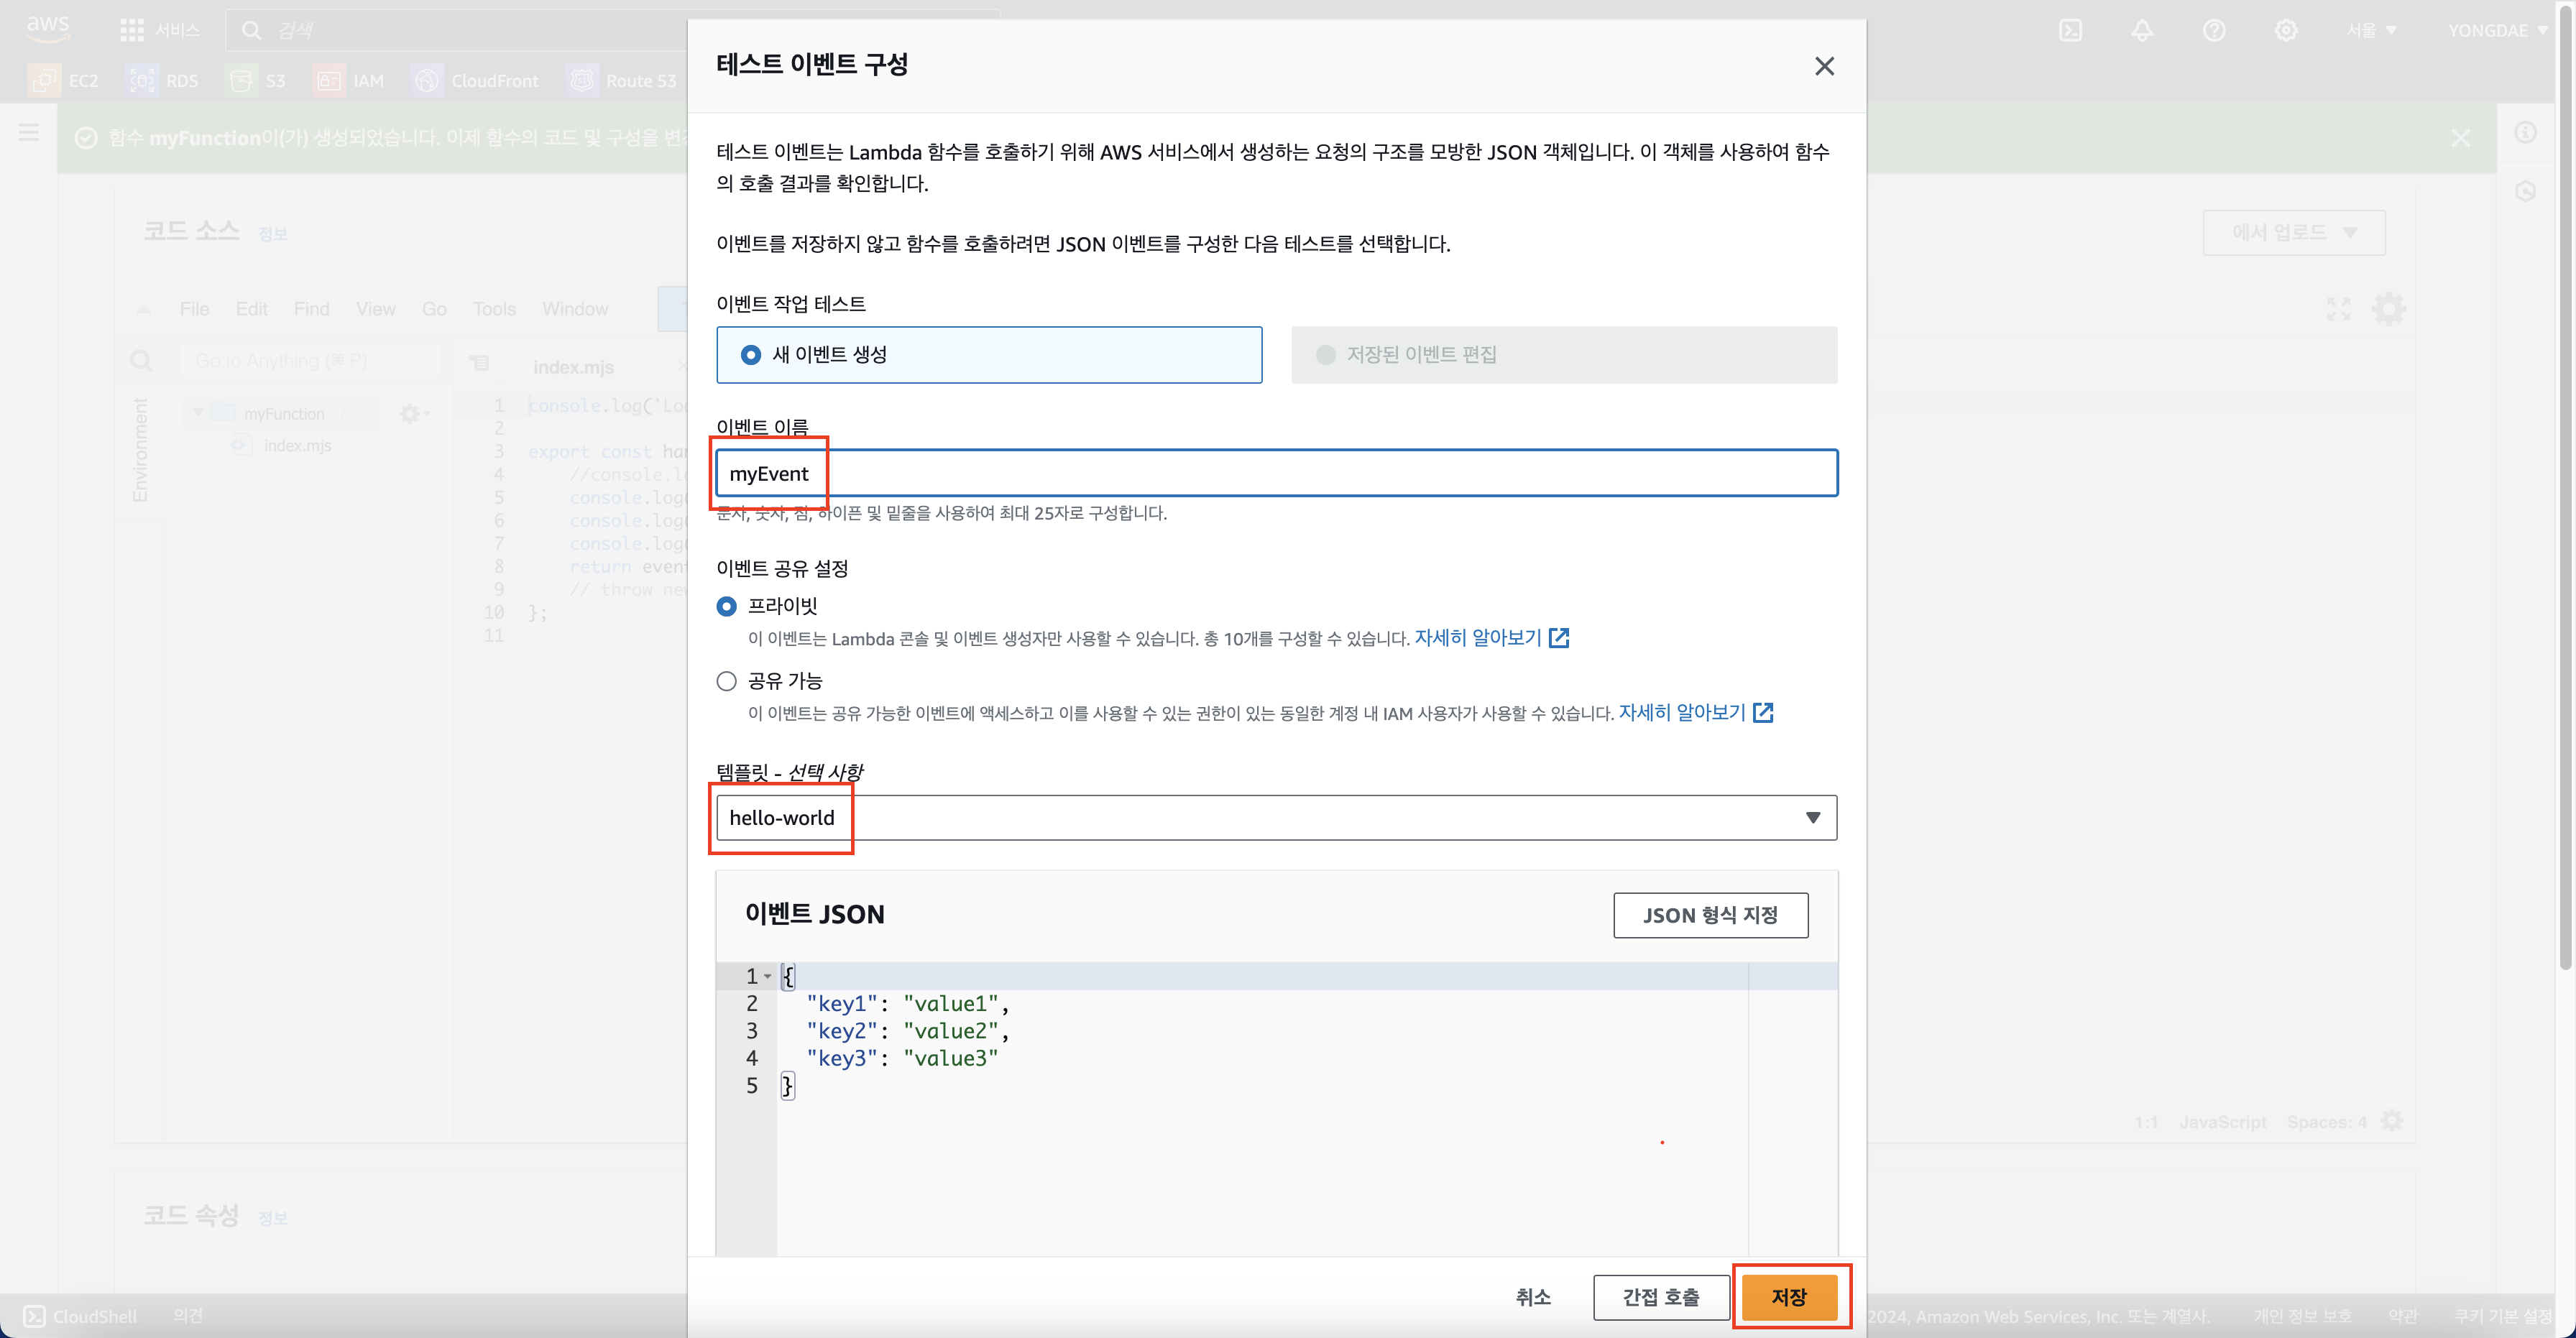 aws
서비스
검색
서울
YONGDAE
EC2
RDS
S3
IAM
CloudFront
Route 53
함수 myFunction이(가) 생성되었습니다. 이제 함수의 코드 및 구성을 변경
코드 소스 정보
에서 업로드
File Edit Find View Go Tools Window
Go to Anything (⌘ P)
index.mjs
Environment
myFunction
index.mjs
1 console.log('Loa
2
3 export const han
4 //console.lo
5 console.log(
6 console.log(
7 console.log(
8 return event
9 // throw new
10 };
11
1:1 JavaScript Spaces: 4
코드 속성 정보
테스트 이벤트 구성
테스트 이벤트는 Lambda 함수를 호출하기 위해 AWS 서비스에서 생성하는 요청의 구조를 모방한 JSON 객체입니다. 이 객체를 사용하여 함수
의 호출 결과를 확인합니다.
이벤트를 저장하지 않고 함수를 호출하려면 JSON 이벤트를 구성한 다음 테스트를 선택합니다.
이벤트 작업 테스트
새 이벤트 생성
저장된 이벤트 편집
이벤트 이름
myEvent
문자, 숫자, 점, 하이픈 및 밑줄을 사용하여 최대 25자로 구성합니다.
이벤트 공유 설정
프라이빗
이 이벤트는 Lambda 콘솔 및 이벤트 생성자만 사용할 수 있습니다. 총 10개를 구성할 수 있습니다. 자세히 알아보기
공유 가능
이 이벤트는 공유 가능한 이벤트에 액세스하고 이를 사용할 수 있는 권한이 있는 동일한 계정 내 IAM 사용자가 사용할 수 있습니다. 자세히 알아보기
템플릿 - 선택 사항
hello-world
이벤트 JSON
JSON 형식 지정
1 {
2 "key1": "value1",
3 "key2": "value2",
4 "key3": "value3"
5 }
취소
간접 호출
저장
CloudShell
의견
2024, Amazon Web Services, Inc. 또는 계열사.
개인 정보 보호
약관
쿠키 기본 설정